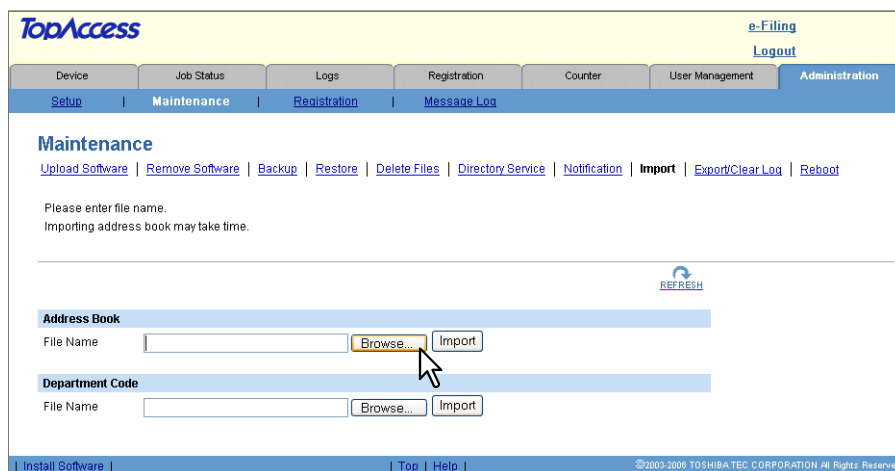 TopAccess
e-Filing
Logout
Device Job Status Logs Registration Counter User Management Administration
Setup | Maintenance | Registration | Message Log
Maintenance
Upload Software | Remove Software | Backup | Restore | Delete Files | Directory Service | Notification | Import | Export/Clear Log | Reboot
Please enter file name.
Importing address book may take time.
REFRESH
Address Book
File Name Browse... Import
Department Code
File Name Browse... Import
| Install Software | | Top | Help | ©2003-2006 TOSHIBA TEC CORPORATION All Rights Reserve